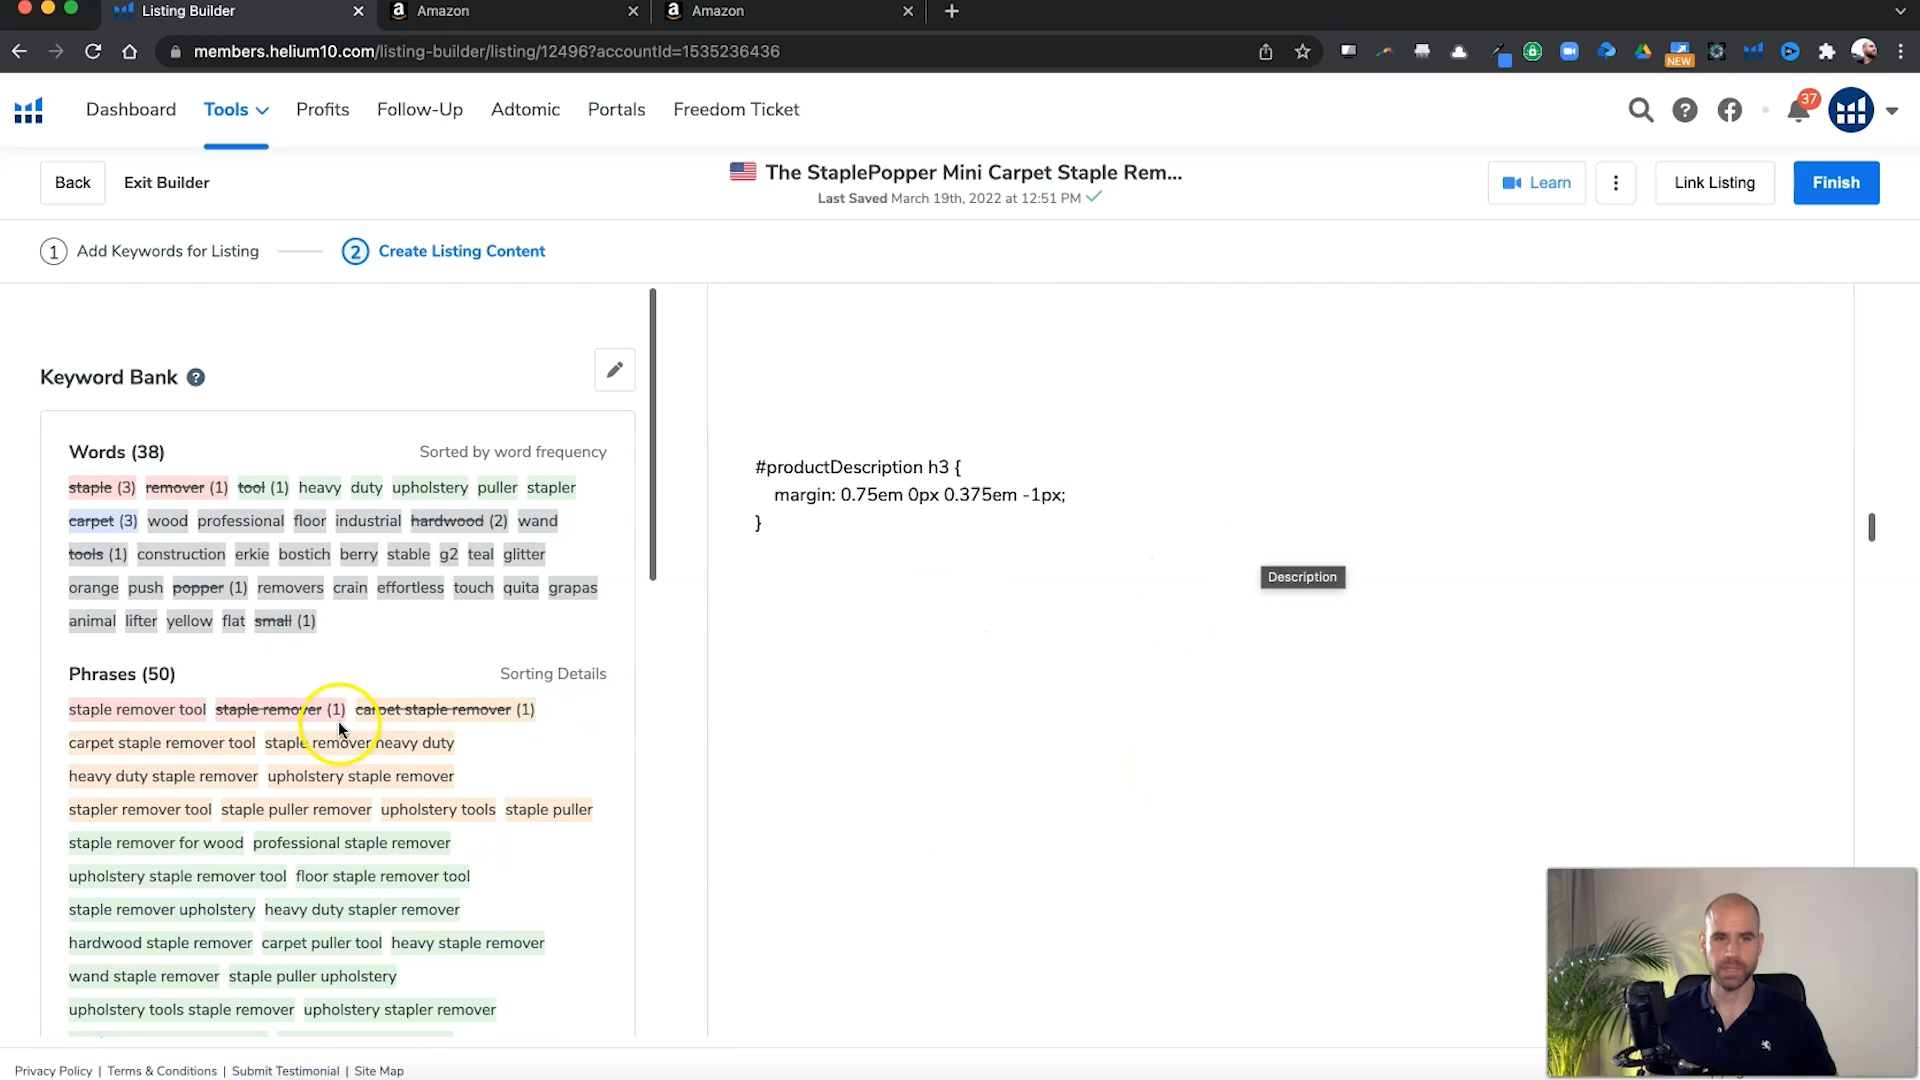 Listing Builder
Amazon
Amazon
members.helium10.com/listing-builder/listing/12496?accountId=1535236436
NEW
Dashboard
Tools
Profits
Follow-Up
Adtomic
Portals
Freedom Ticket
37
Back
Exit Builder
The StaplePopper Mini Carpet Staple Rem...
Last Saved March 19th, 2022 at 12:51 PM
Learn
Link Listing
Finish
1 Add Keywords for Listing
2 Create Listing Content
Keyword Bank
Words (38) Sorted by word frequency
staple (3) remover (1) tool (1) heavy duty upholstery puller stapler
carpet (3) wood professional floor industrial hardwood (2) wand
tools (1) construction erkie bostich berry stable g2 teal glitter
orange push popper (1) removers crain effortless touch quita grapas
animal lifter yellow flat small (1)
Phrases (50) Sorting Details
staple remover tool staple remover (1) carpet staple remover (1)
carpet staple remover tool staple remover heavy duty
heavy duty staple remover upholstery staple remover
stapler remover tool staple puller remover upholstery tools staple puller
staple remover for wood professional staple remover
upholstery staple remover tool floor staple remover tool
staple remover upholstery heavy duty stapler remover
hardwood staple remover carpet puller tool heavy staple remover
wand staple remover staple puller upholstery
upholstery tools staple remover upholstery stapler remover
#productDescription h3 {
margin: 0.75em 0px 0.375em -1px;
}
Description
Privacy Policy | Terms & Conditions | Submit Testimonial | Site Map